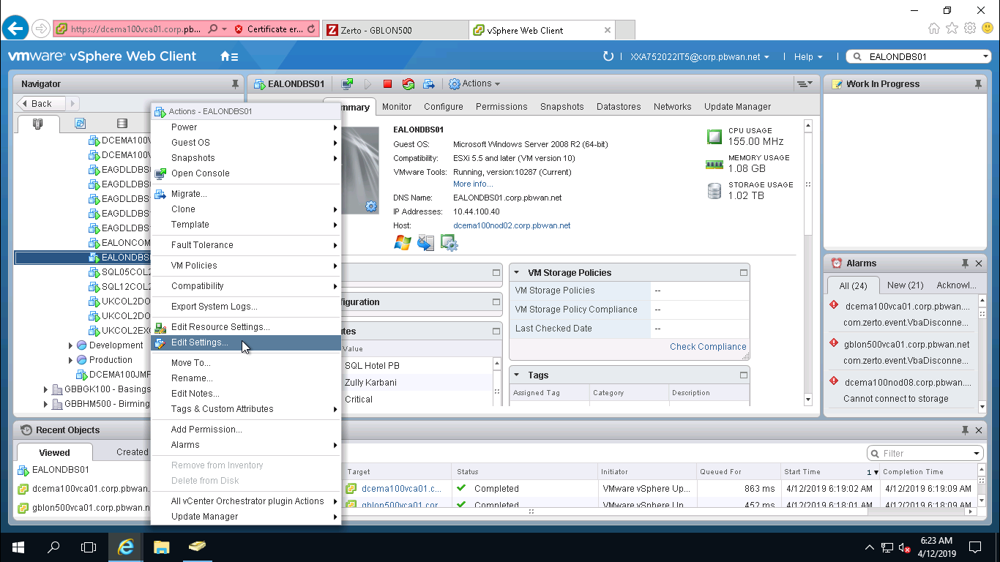 https://dcema100vca01.corp.pb...
Certificate er...
Zerto - GBLON500
vSphere Web Client
vmware® vSphere Web Client
XXA752022IT5@corp.pbwan.net
Help
EALONDBS01
Navigator
Back
EALONDBS01
Actions
Work In Progress
Summary
Monitor
Configure
Permissions
Snapshots
Datastores
Networks
Update Manager
DCEMA100V
DCEMA100V
EAGDLDBS
EAGDLDBS
EAGDLDBS
EAGDLDBS
EAGDLDBS
EALONCOM
EALONDBS
SQL05COL2
SQL12COL2
UKCOL2DO
UKCOL2DO
UKCOL2EX
Development
Production
DCEMA100JMP
GBBGK100 - Basings
GBBHM500 - Birming
Actions - EALONDBS01
Power
Guest OS
Snapshots
Open Console
Migrate...
Clone
Template
Fault Tolerance
VM Policies
Compatibility
Export System Logs...
Edit Resource Settings...
Edit Settings...
Move To...
Rename...
Edit Notes...
Tags & Custom Attributes
Add Permission...
Alarms
Remove from Inventory
Delete from Disk
All vCenter Orchestrator plugin Actions
Update Manager
EALONDBS01
Guest OS: Microsoft Windows Server 2008 R2 (64-bit)
Compatibility: ESXi 5.5 and later (VM version 10)
VMware Tools: Running, version:10287 (Current)
More info...
DNS Name: EALONDBS01.corp.pbwan.net
IP Addresses: 10.44.100.40
Host: dcema100nod02.corp.pbwan.net
CPU USAGE
155.00 MHz
MEMORY USAGE
1.08 GB
STORAGE USAGE
1.02 TB
figuration
utes
Value
SQL Hotel PB
Zully Karbani
Critical
VM Storage Policies
VM Storage Policies --
VM Storage Policy Compliance --
Last Checked Date --
Check Compliance
Tags
Assigned Tag
Category
Description
Alarms
All (24)
New (21)
Acknowl...
dcema100vca01.corp.pbwan....
com.zerto.event.VbaDisconne...
gblon500vca01.corp.pbwan.net
com.zerto.event.VbaDisconne...
dcema100nod08.corp.pbwan....
Cannot connect to storage
Recent Objects
Viewed
Created
EALONDBS01
dcema100vca01.corp.pbwan.
gblon500vca01.corp.pbwan.n
Filter
Target
Status
Initiator
Queued For
Start Time
1
Completion Time
dcema100vca01.c... Completed VMware vSphere Up... 863 ms 4/12/2019 6:19:02 AM 4/12/2019 6:19:09 AM
gblon500vca01.corp... Completed VMware vSphere Up... 452 ms 4/12/2019 6:18:01 AM 4/12/2019 6:18:04 AM
6:23 AM
4/12/2019